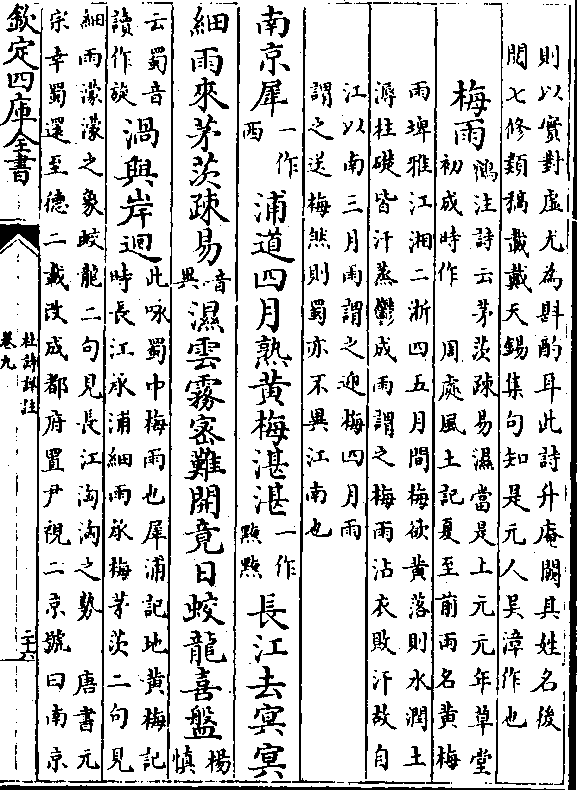 則以實對虛尤為斟酌耳此詩升庵闕其姓名後
閲七修類稿載戴天錫集句知是元人吴漳作也
梅雨
鶴注詩云茅茨疎易濕當是上元元年草堂
初成時作　周處風土記夏至前雨名黄梅
雨埤雅江湘二浙四五月間梅欲黄落則水潤土
溽柱礎皆汗蒸鬱成雨謂之梅雨沾衣敗汗故自
江以南三月雨謂之迎梅四月雨
謂之送梅然則蜀亦不異江南也
南京犀
一作
西
浦道四月熟黄梅湛湛
一作
㸃㸃
長江去冥冥
細雨來茅茨疎易
音
異
濕雲霧密難開竟日蛟龍喜盤
楊
慎
云蜀音
讀作旋
渦與岸迴
此咏蜀中梅雨也犀浦記地黄梅記
時長江承浦細雨承梅茅茨二句見
細雨濛濛之象蛟龍二句見長江洶洶之勢　唐書元
宗幸蜀還至德二載改成都府置尹視二京號曰南京
欽定四庫全書
杜詩詳註
卷九
二十六